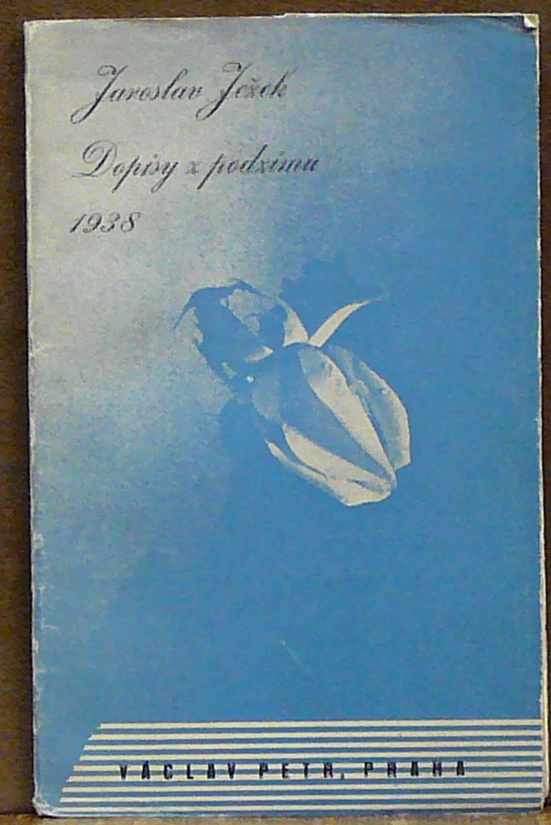 Jaroslav Ježek
Dopisy z podzimu
1938
VÁCLAV PETR, PRAHA